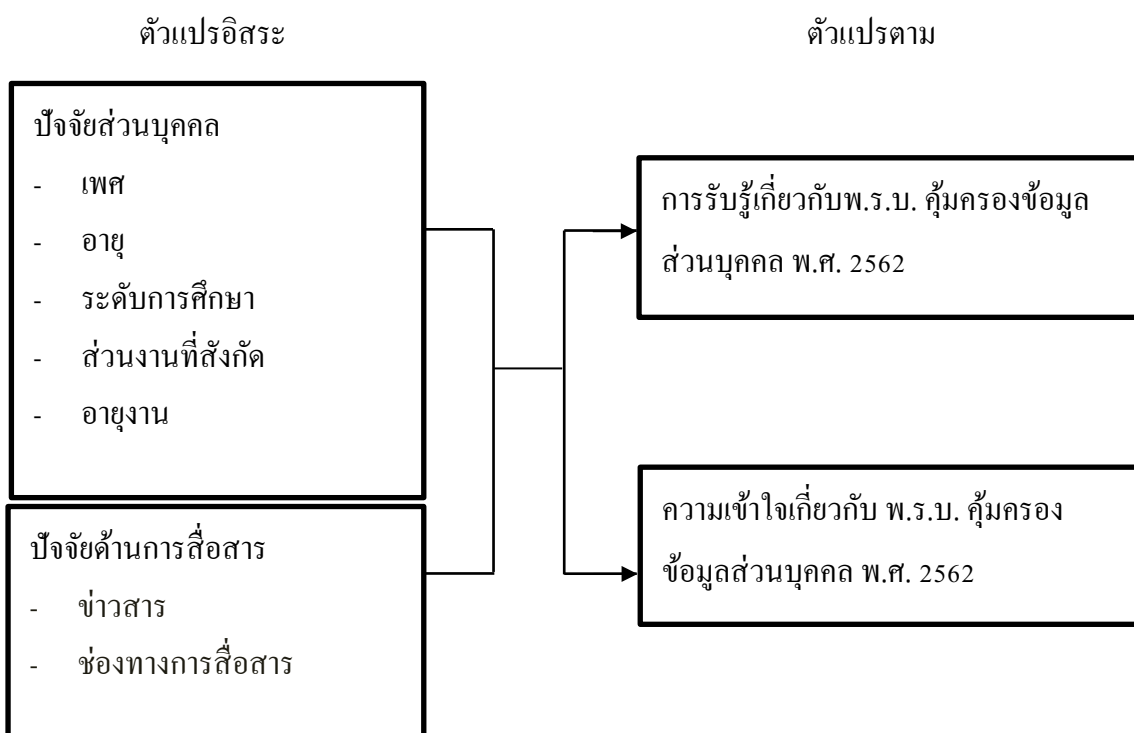 ตัวแปรอิสระ
ตัวแปรตาม
ปัจจัยส่วนบุคคล
- เพศ
- อายุ
- ระดับการศึกษา
- ส่วนงานที่สังกัด
- อายุงาน
ปัจจัยด้านการสื่อสาร
- ข่าวสาร
- ช่องทางการสื่อสาร
การรับรู้เกี่ยวกับพ.ร.บ. คุ้มครองข้อมูล
ส่วนบุคคล พ.ศ. 2562
ความเข้าใจเกี่ยวกับ พ.ร.บ. คุ้มครอง
ข้อมูลส่วนบุคคล พ.ศ. 2562